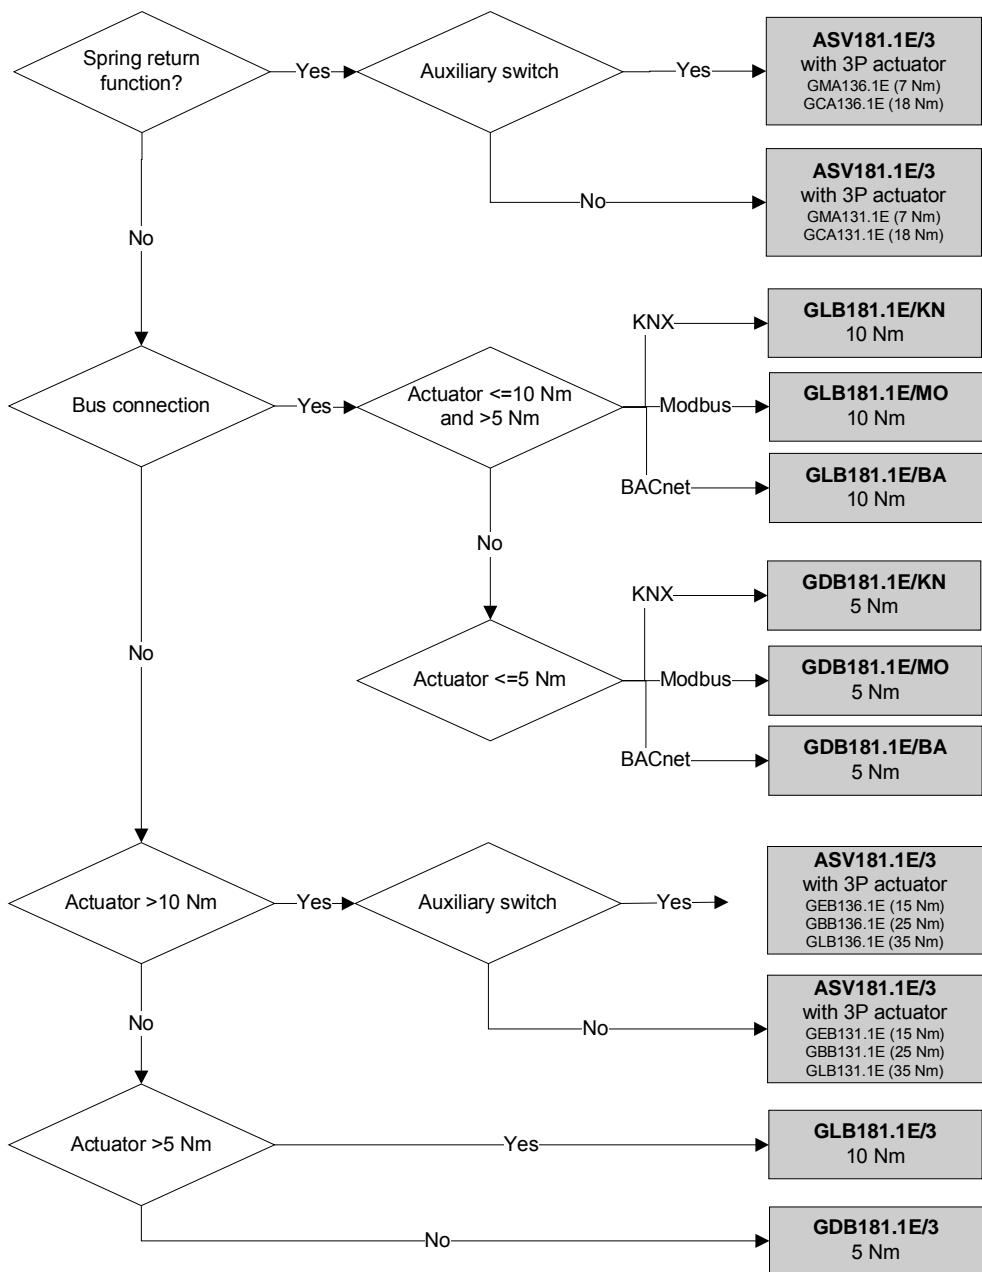 Spring return
function?
Yes
Auxiliary switch
Yes
ASV181.1E/3
with 3P actuator
GMA136.1E (7 Nm)
GCA136.1E (18 Nm)
No
ASV181.1E/3
with 3P actuator
GMA131.1E (7 Nm)
GCA131.1E (18 Nm)
No
Bus connection
Yes
Actuator <=10 Nm
and >5 Nm
KNX
GLB181.1E/KN
10 Nm
Modbus
GLB181.1E/MO
10 Nm
BACnet
GLB181.1E/BA
10 Nm
No
Actuator <=5 Nm
KNX
GDB181.1E/KN
5 Nm
Modbus
GDB181.1E/MO
5 Nm
BACnet
GDB181.1E/BA
5 Nm
No
Actuator >10 Nm
Yes
Auxiliary switch
Yes
ASV181.1E/3
with 3P actuator
GEB136.1E (15 Nm)
GBB136.1E (25 Nm)
GLB136.1E (35 Nm)
No
ASV181.1E/3
with 3P actuator
GEB131.1E (15 Nm)
GBB131.1E (25 Nm)
GLB131.1E (35 Nm)
No
Actuator >5 Nm
Yes
GLB181.1E/3
10 Nm
No
GDB181.1E/3
5 Nm